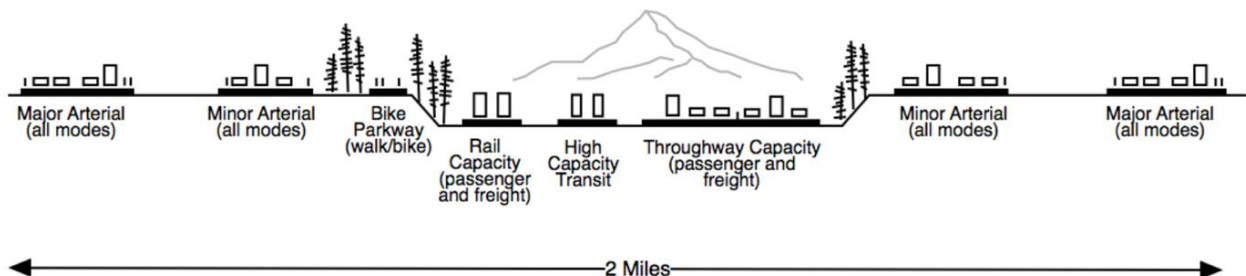 Major Arterial
(all modes)
Minor Arterial
(all modes)
Bike
Parkway
(walk/bike)
Rail
Capacity
(passenger
and freight)
High
Capacity
Transit
Throughway Capacity
(passenger and
freight)
Minor Arterial
(all modes)
Major Arterial
(all modes)
2 Miles